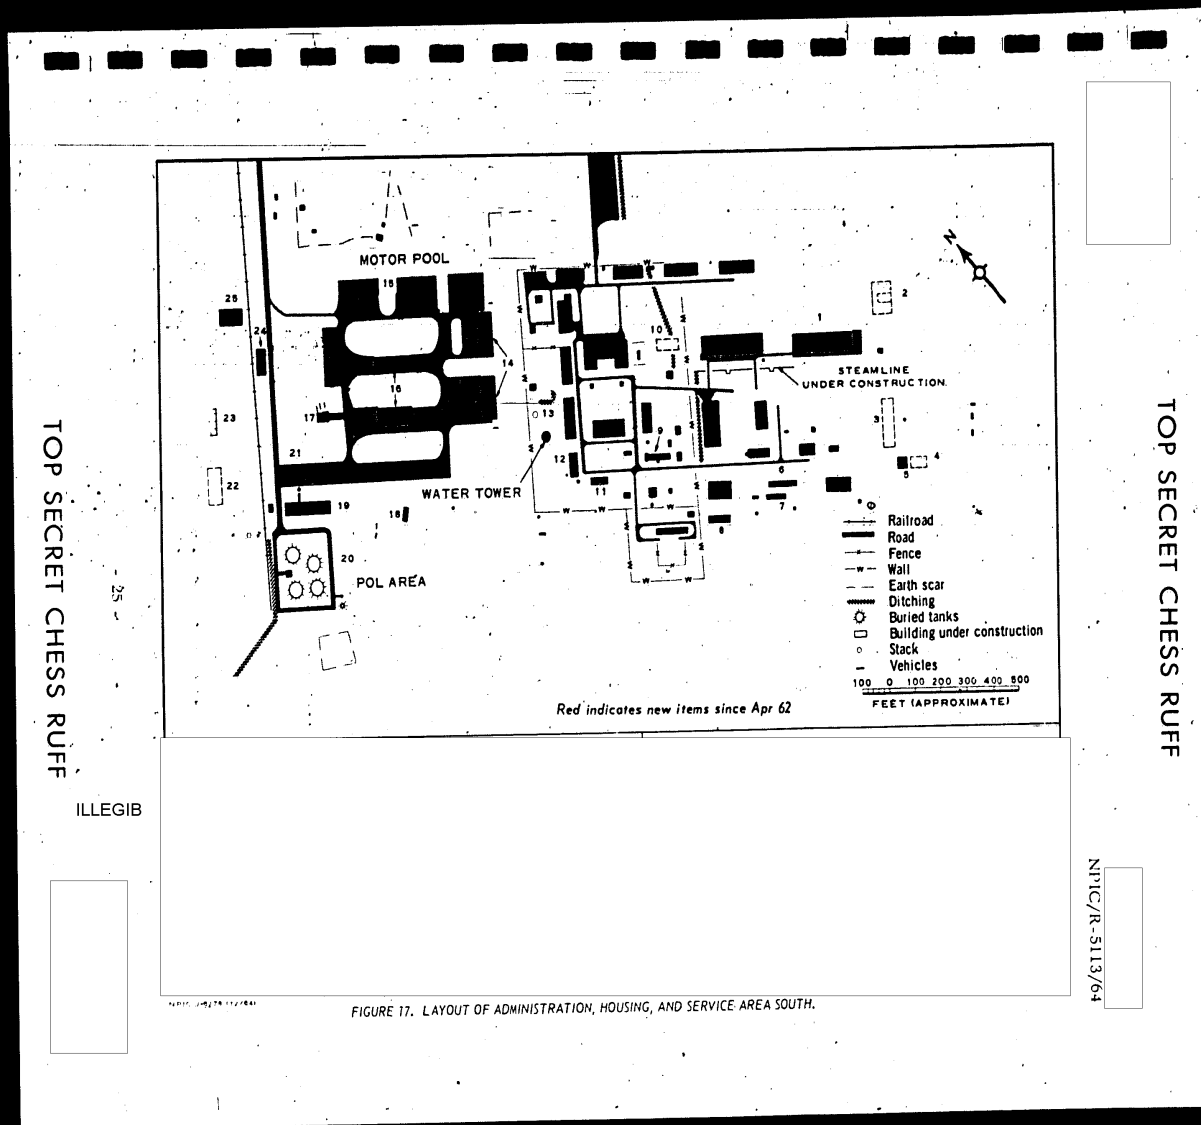 MOTOR POOL
15
N
25
2
24
10
1
STEAMLINE
UNDER CONSTRUCTION
14
16
23
17
13
3
9
21
12
4
5
22
WATER TOWER
6
11
19
18
7
8
20
POL AREA
Railroad
Road
Fence
Wall
Earth scar
Ditching
Buried tanks
Building under construction
Stack
Vehicles
100 0 100 200 300 400 500
FEET (APPROXIMATE)
Red indicates new items since Apr 62
TOP SECRET CHESS RUFF
- 25 -
TOP SECRET CHESS RUFF
ILLEGIB
NPIC/R-5113/64
FIGURE 17. LAYOUT OF ADMINISTRATION, HOUSING, AND SERVICE AREA SOUTH.